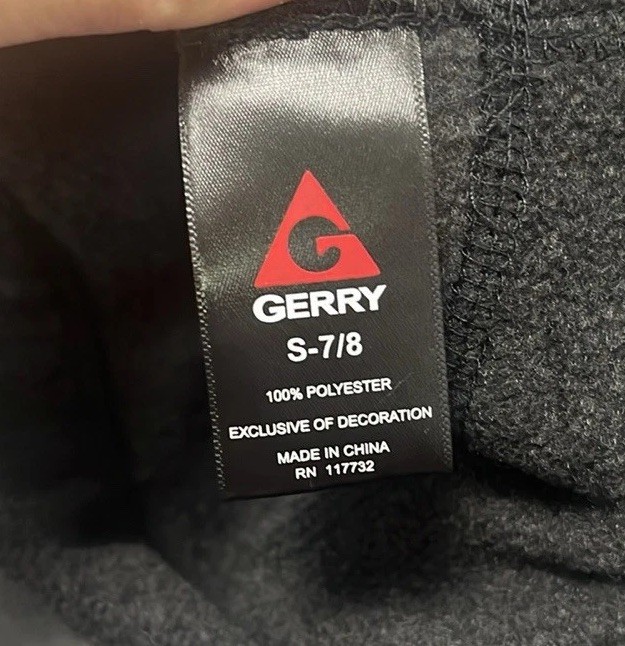 GERRY
S-7/8
100% POLYESTER
EXCLUSIVE OF DECORATION
MADE IN CHINA
RN 117732